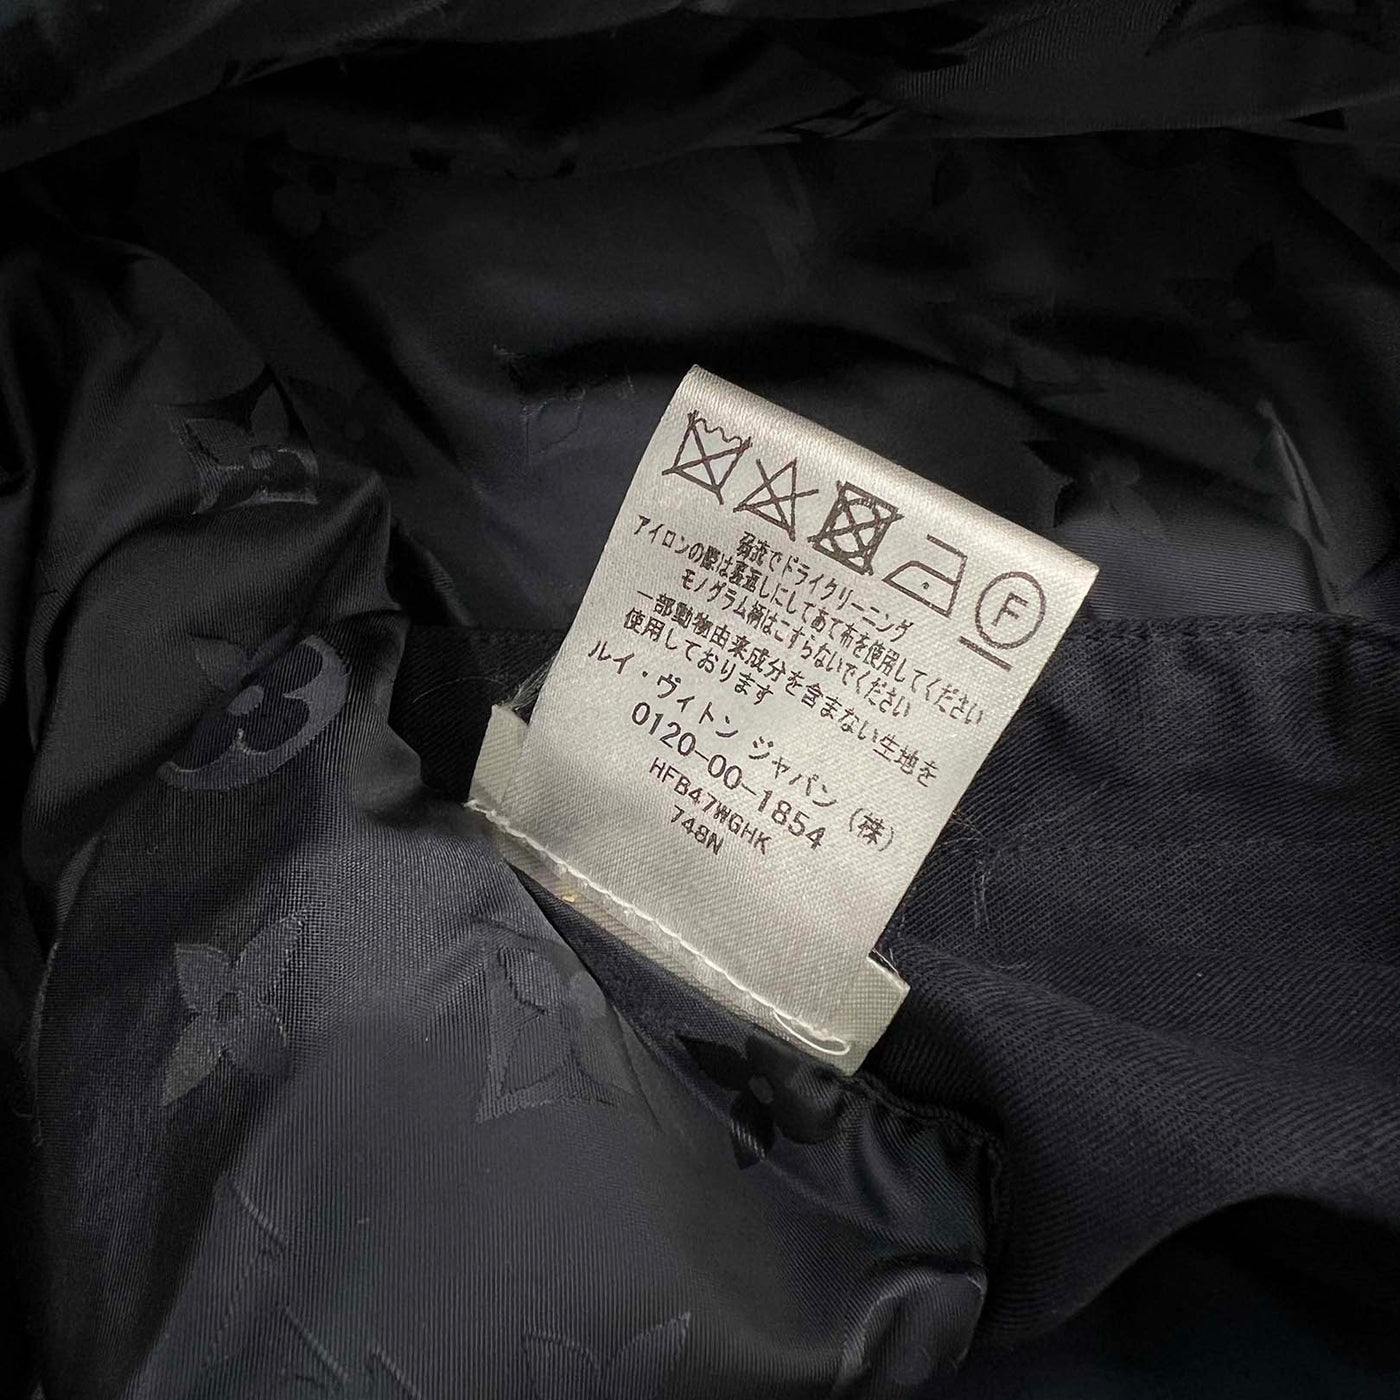 F
弱流でドライクリーニング
アイロンの際は裏返しにしてあて布を使用してください
モノグラム柄はこすらないでください
一部動物由来成分を含まない生地を
使用しております
ルイ・ヴィトン ジャパン(株)
0120-00-1854
HFB47WGHK
748N